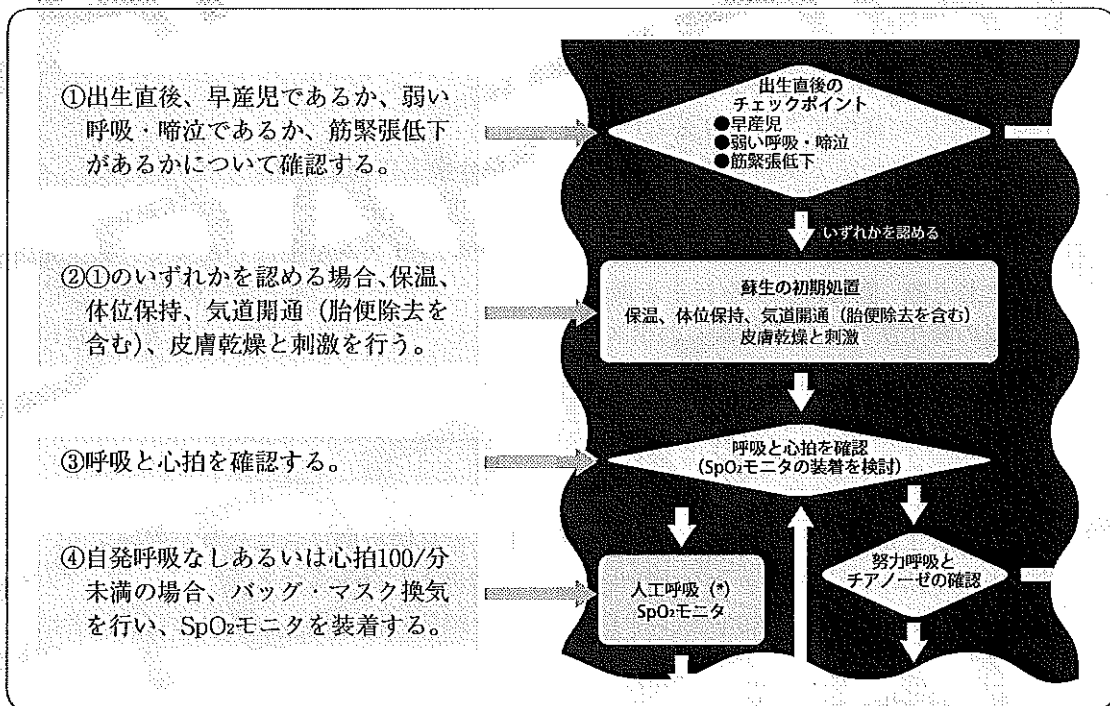 ①出生直後、早産児であるか、弱い
呼吸・啼泣であるか、筋緊張低下
があるかについて確認する。
出生直後の
チェックポイント
●早産児
●弱い呼吸・啼泣
●筋緊張低下
いずれかを認める
②①のいずれかを認める場合、保温、
体位保持、気道開通（胎便除去を
含む）、皮膚乾燥と刺激を行う。
蘇生の初期処置
保温、体位保持、気道開通（胎便除去を含む）
皮膚乾燥と刺激
③呼吸と心拍を確認する。
呼吸と心拍を確認
（SpO₂モニタの装着を検討）
④自発呼吸なしあるいは心拍100/分
未満の場合、バッグ・マスク換気
を行い、SpO₂モニタを装着する。
人工呼吸（*）
SpO₂モニタ
努力呼吸と
チアノーゼの確認